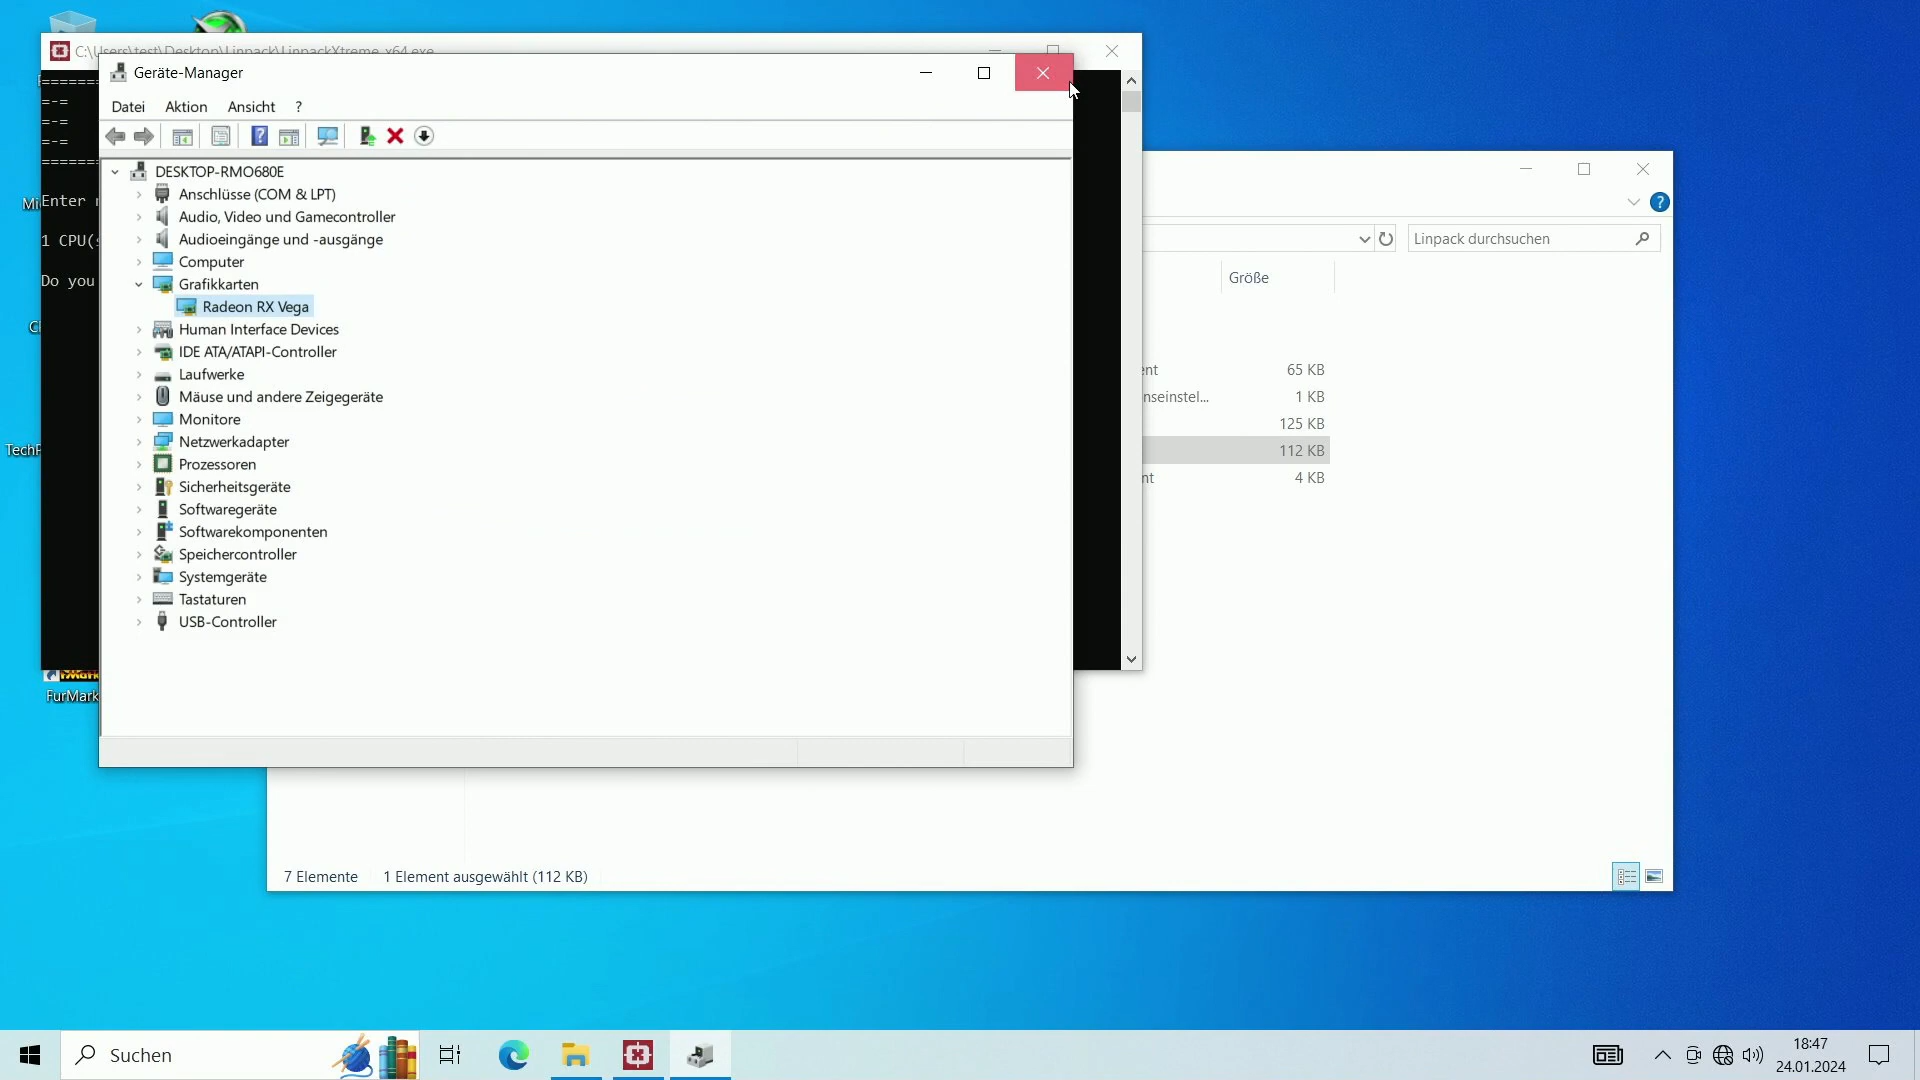 C:\Users\test\Desktop\Linpack\LinpackXtreme_x64.exe
Geräte-Manager
Datei Aktion Ansicht ?
DESKTOP-RMO680E
Anschlüsse (COM & LPT)
Audio, Video und Gamecontroller
Audioeingänge und -ausgänge
Computer
Grafikkarten
Radeon RX Vega
Human Interface Devices
IDE ATA/ATAPI-Controller
Laufwerke
Mäuse und andere Zeigegeräte
Monitore
Netzwerkadapter
Prozessoren
Sicherheitsgeräte
Softwaregeräte
Softwarekomponenten
Speichercontroller
Systemgeräte
Tastaturen
USB-Controller
=======
=-=
=-=
=-=
=======
Enter
1 CPU(s
Do you
FurMark
Linpack durchsuchen
Größe
65 KB
nseinstel... 1 KB
125 KB
112 KB
4 KB
7 Elemente 1 Element ausgewählt (112 KB)
Suchen
18:47
24.01.2024